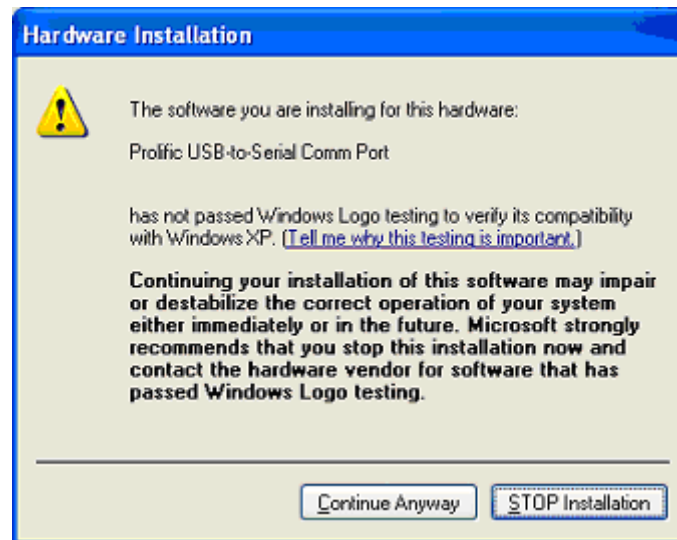 Hardware Installation
The software you are installing for this hardware:
Prolific USB-to-Serial Comm Port
has not passed Windows Logo testing to verify its compatibility
with Windows XP. (Tell me why this testing is important.)
Continuing your installation of this software may impair
or destabilize the correct operation of your system
either immediately or in the future. Microsoft strongly
recommends that you stop this installation now and
contact the hardware vendor for software that has
passed Windows Logo testing.
Continue Anyway
STOP Installation